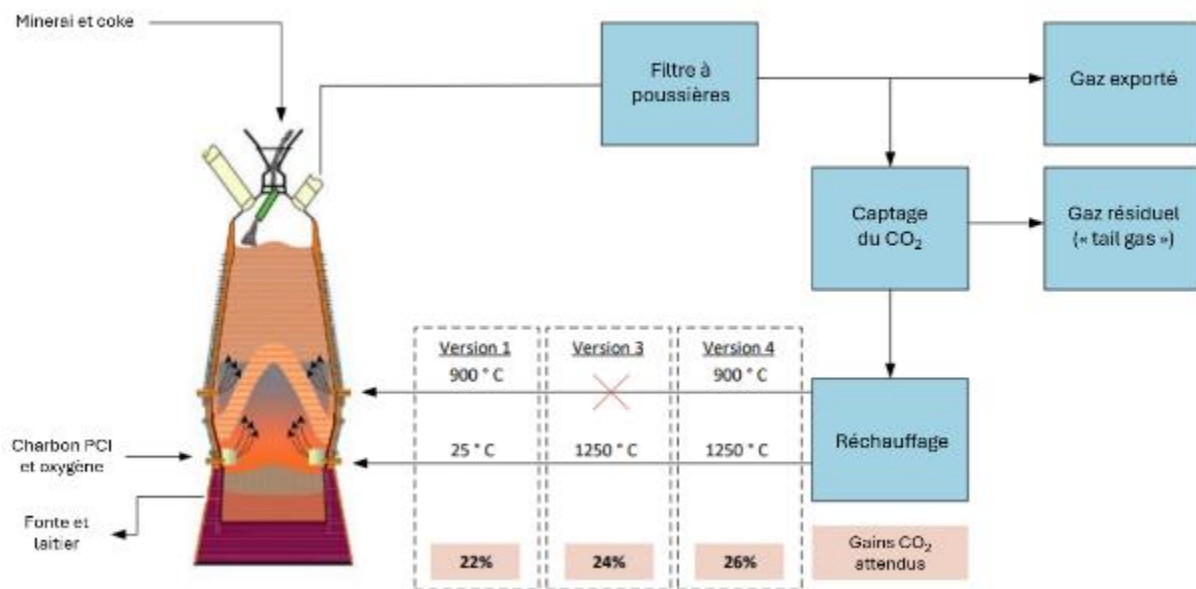 Minerai et coke
Filtre à
poussières
Gaz exporté
Captage
du CO₂
Gaz résiduel
(« tail gas »)
Version 1
Version 3
Version 4
900 ° C
900 ° C
Réchauffage
Charbon PCI
et oxygène
25 ° C
1250 ° C
1250 ° C
Fonte et
laitier
22%
24%
26%
Gains CO₂
attendus